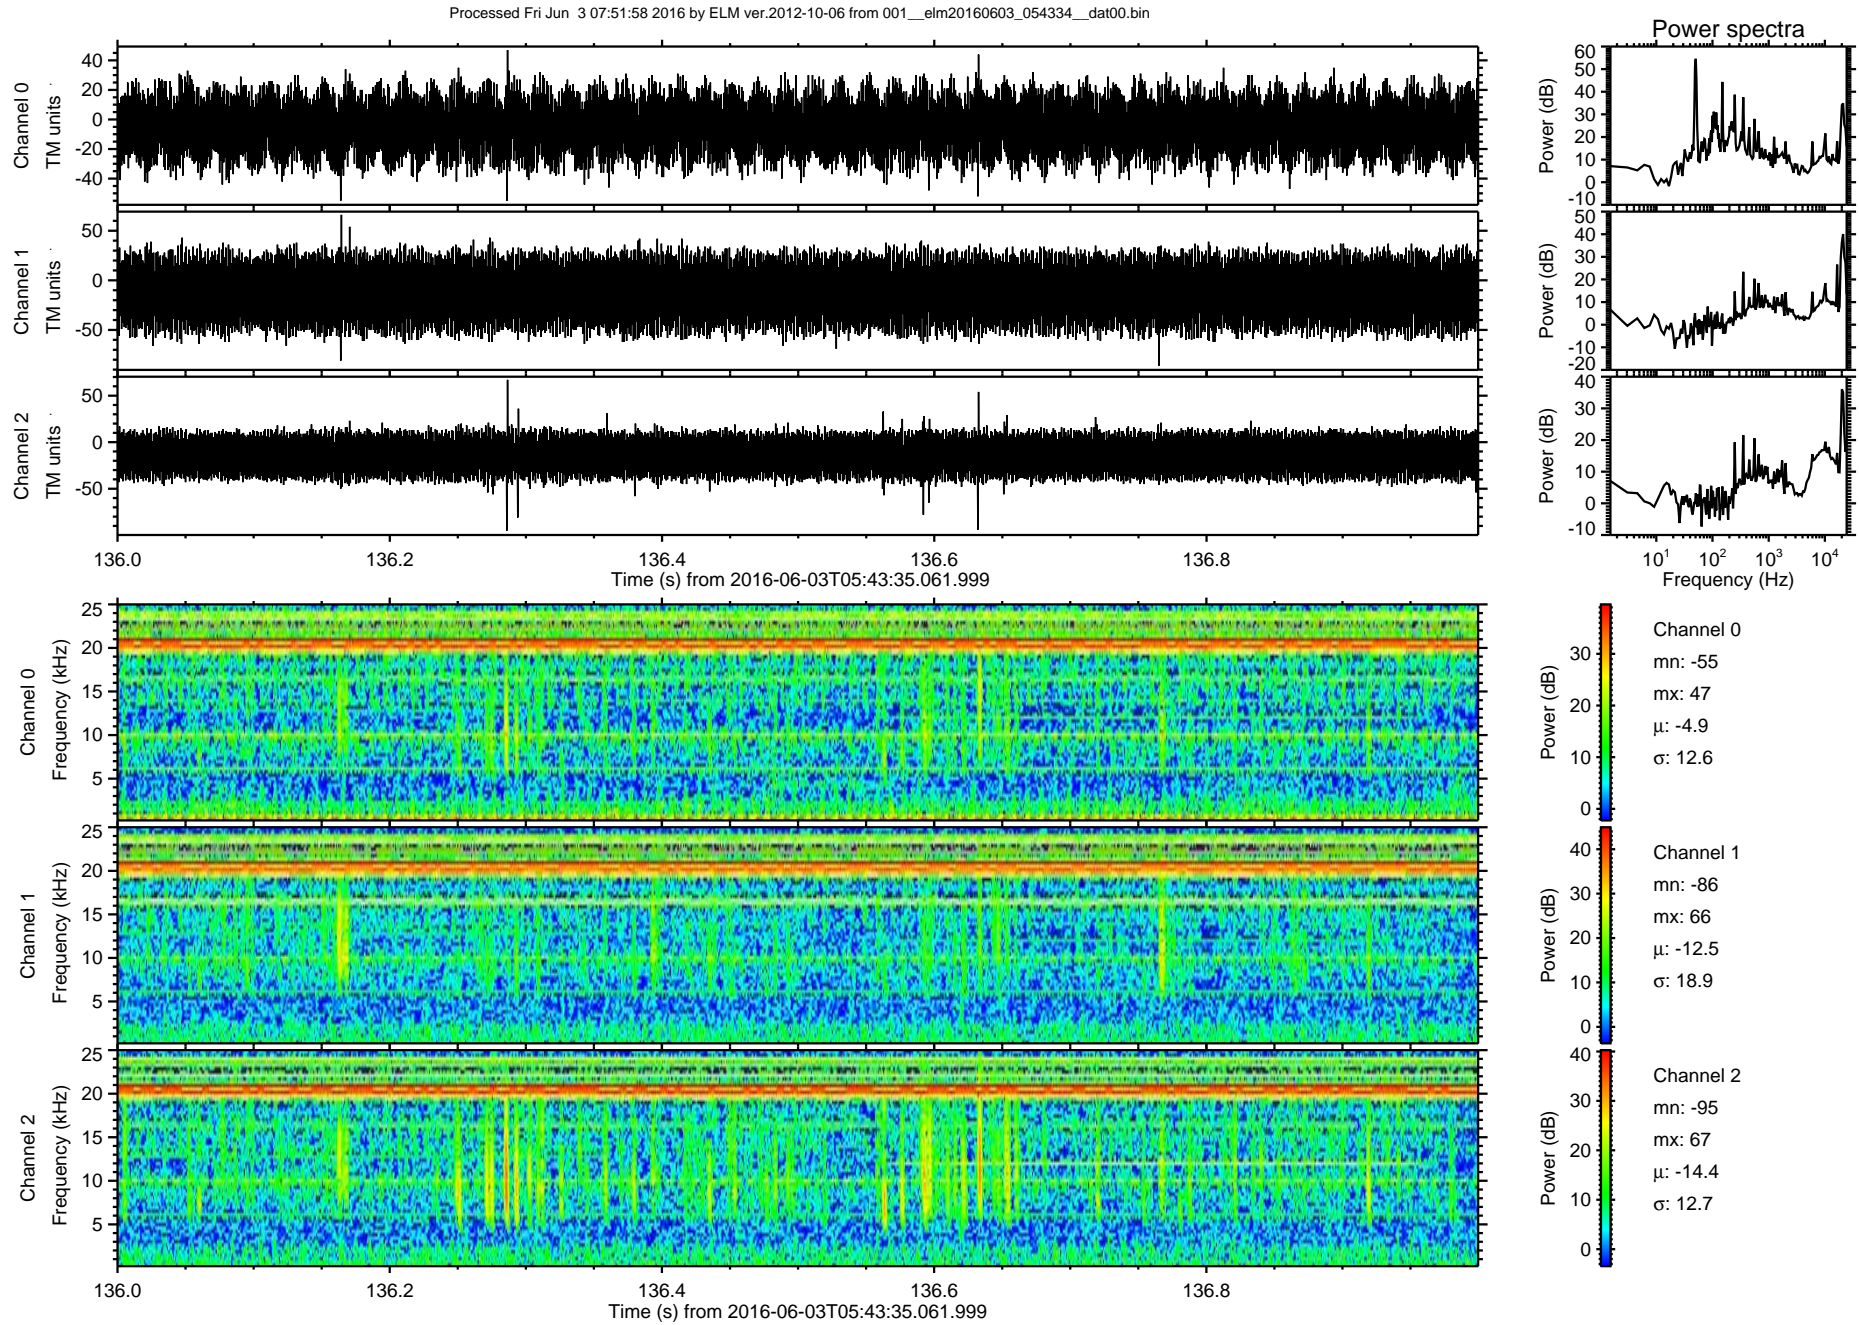 Processed Fri Jun  3 07:51:58 2016 by ELM ver.2012-10-06 from 001__elm20160603_054334__dat00.bin
Power spectra
Channel 0
TM units
40
20
0
-20
-40
Power (dB)
60
50
40
30
20
10
0
-10
Channel 1
TM units
50
0
-50
Power (dB)
50
40
30
20
10
0
-10
-20
Channel 2
TM units
50
0
-50
Power (dB)
40
30
20
10
0
-10
136.0 136.2 136.4 136.6 136.8
Time (s) from 2016-06-03T05:43:35.061.999
10^1 10^2 10^3 10^4
Frequency (Hz)
Channel 0
Frequency (kHz)
25
20
15
10
5
Power (dB)
30
20
10
0
Channel 0
mn: -55
mx: 47
µ: -4.9
σ: 12.6
Channel 1
Frequency (kHz)
25
20
15
10
5
Power (dB)
40
30
20
10
0
Channel 1
mn: -86
mx: 66
µ: -12.5
σ: 18.9
Channel 2
Frequency (kHz)
25
20
15
10
5
Power (dB)
40
30
20
10
0
Channel 2
mn: -95
mx: 67
µ: -14.4
σ: 12.7
136.0 136.2 136.4 136.6 136.8
Time (s) from 2016-06-03T05:43:35.061.999